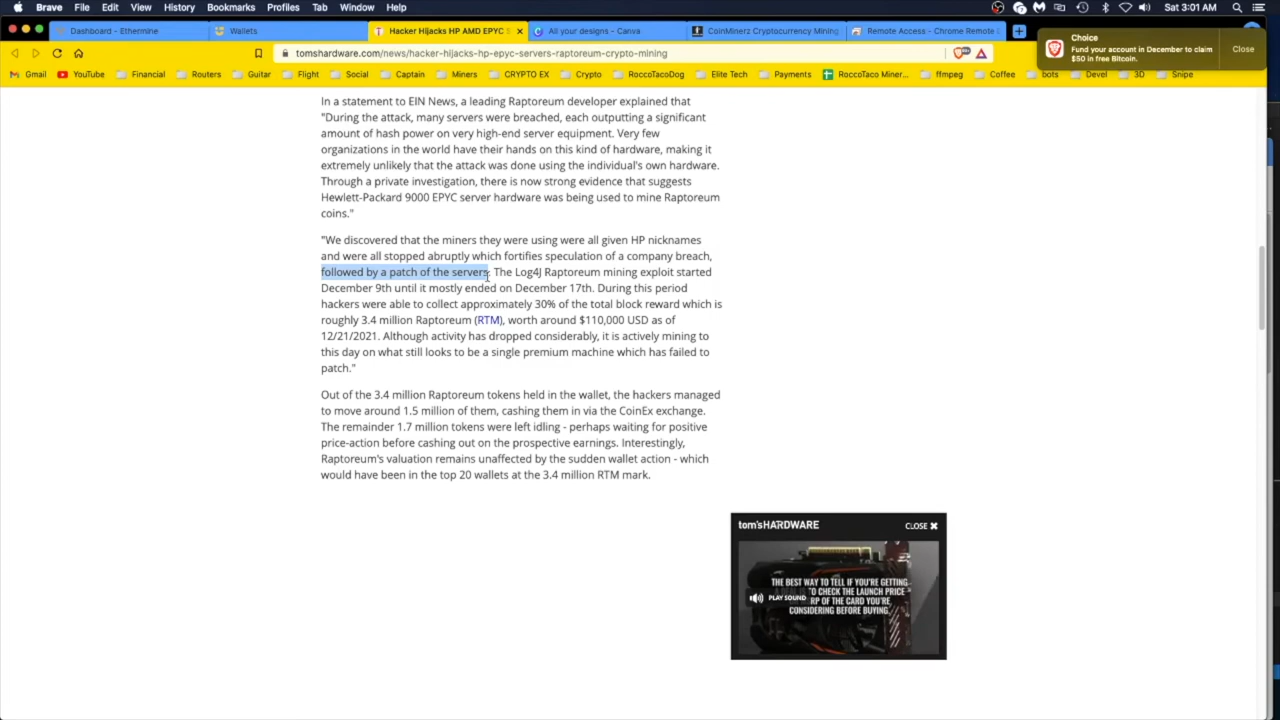 Brave File Edit View History Bookmarks Profiles Tab Window Help
Sat 3:01 AM
Dashboard - Ethermine
Wallets
Hacker Hijacks HP AMD EPYC S
All your designs - Canva
CoinMinerz Cryptocurrency Mining
Remote Access - Chrome Remote
Choice
Fund your account in December to claim
$50 in free Bitcoin.
Close
tomshardware.com/news/hacker-hijacks-hp-epyc-servers-raptoreum-crypto-mining
Gmail YouTube Financial Routers Guitar Flight Social Captain Miners CRYPTO EX Crypto RoccoTacoDog Elite Tech Payments RoccoTaco Miner... ffmpeg Coffee bots Devel 3D Snipe
In a statement to EIN News, a leading Raptoreum developer explained that
"During the attack, many servers were breached, each outputting a significant
amount of hash power on very high-end server equipment. Very few
organizations in the world have their hands on this kind of hardware, making it
extremely unlikely that the attack was done using the individual's own hardware.
Through a private investigation, there is now strong evidence that suggests
Hewlett-Packard 9000 EPYC server hardware was being used to mine Raptoreum
coins."
"We discovered that the miners they were using were all given HP nicknames
and were all stopped abruptly which fortifies speculation of a company breach,
followed by a patch of the servers. The Log4J Raptoreum mining exploit started
December 9th until it mostly ended on December 17th. During this period
hackers were able to collect approximately 30% of the total block reward which is
roughly 3.4 million Raptoreum (RTM), worth around $110,000 USD as of
12/21/2021. Although activity has dropped considerably, it is actively mining to
this day on what still looks to be a single premium machine which has failed to
patch."
Out of the 3.4 million Raptoreum tokens held in the wallet, the hackers managed
to move around 1.5 million of them, cashing them in via the CoinEx exchange.
The remainder 1.7 million tokens were left idling - perhaps waiting for positive
price-action before cashing out on the prospective earnings. Interestingly,
Raptoreum's valuation remains unaffected by the sudden wallet action - which
would have been in the top 20 wallets at the 3.4 million RTM mark.
tom'sHARDWARE
CLOSE
THE BEST WAY TO TELL IF YOU'RE GETTING
TO CHECK THE LAUNCH PRICE
PLAY SOUND
RP OF THE CARD YOU'RE
CONSIDERING BEFORE BUYING.